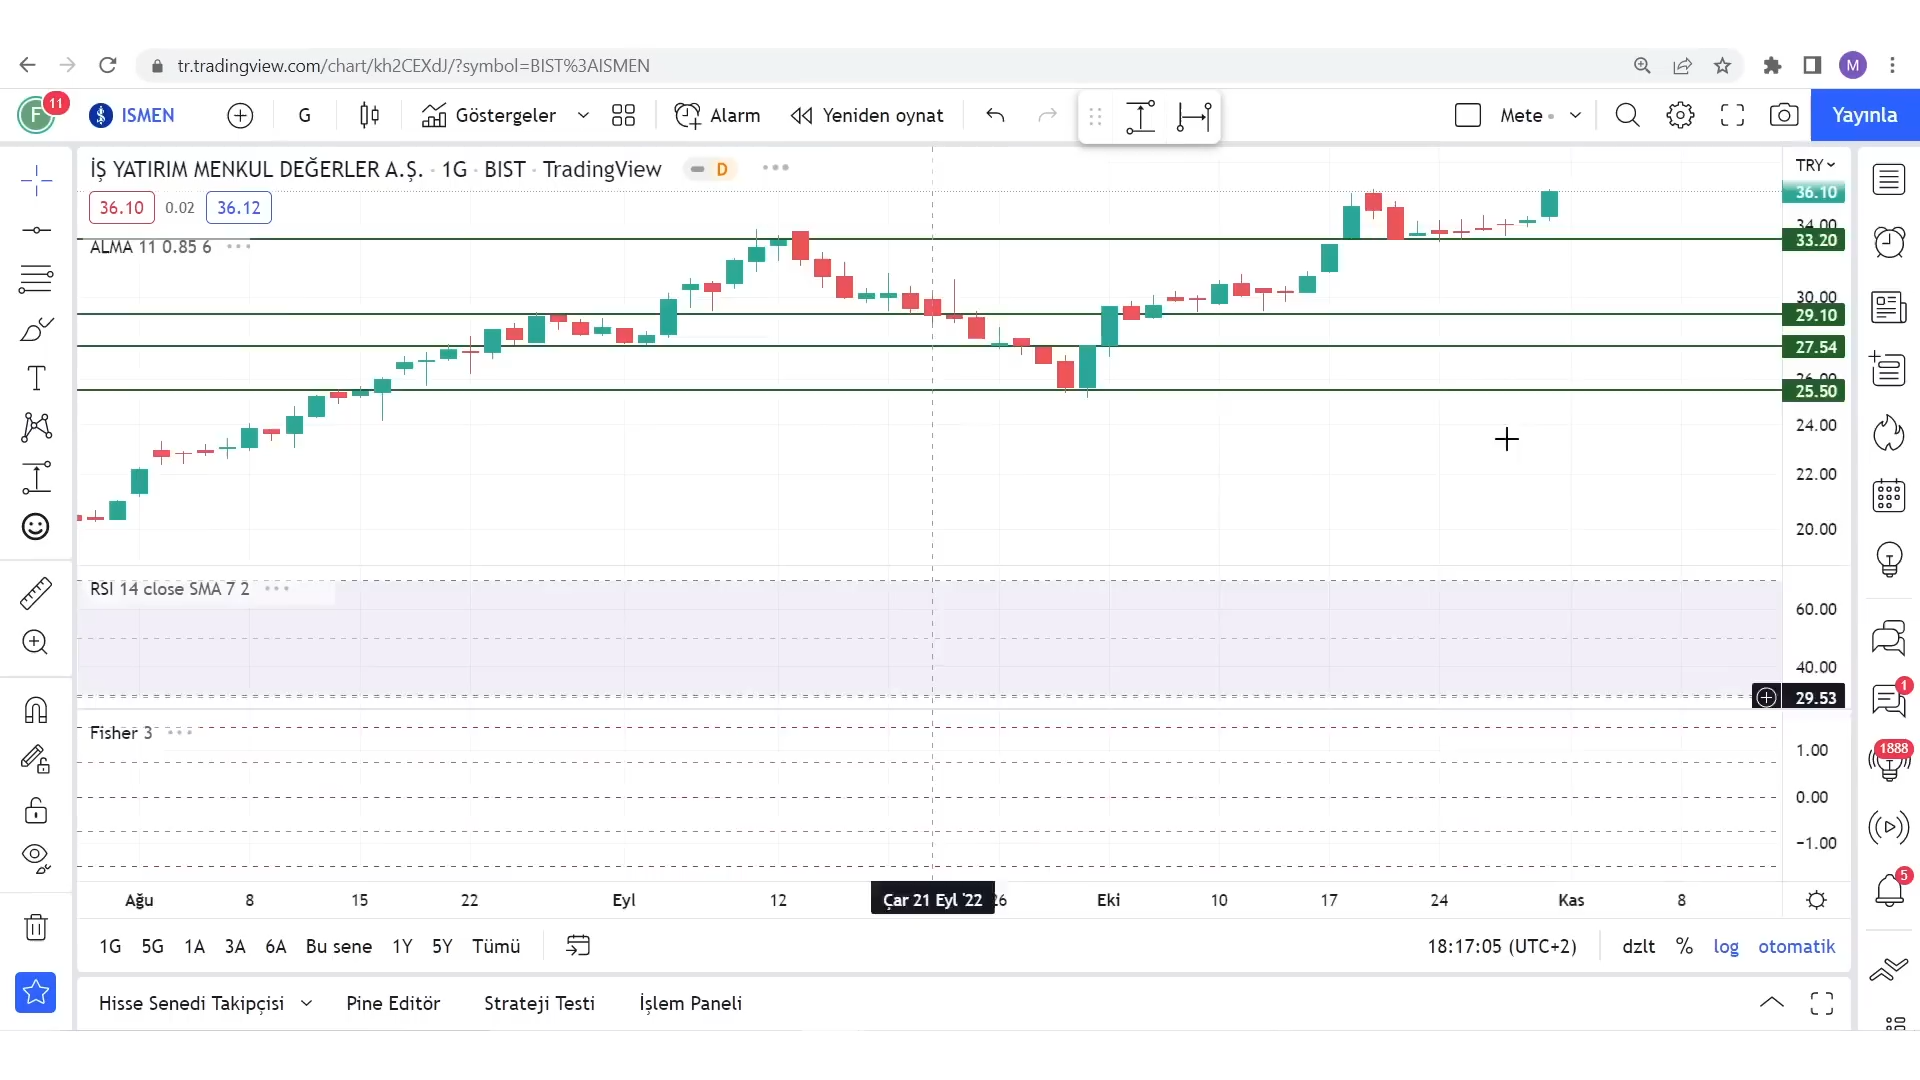 tr.tradingview.com/chart/kh2CEXdJ/?symbol=BIST%3AISMEN
M
F 11 ISMEN G Göstergeler Alarm Yeniden oynat Mete Yayınla
İŞ YATIRIM MENKUL DEĞERLER A.Ş. · 1G · BIST · TradingView D
TRY
36.10 0.02 36.12
36.10
34.00
ALMA 11 0.85 6
33.20
30.00
29.10
27.54
26.00
25.50
24.00
22.00
20.00
RSI 14 close SMA 7 2
60.00
40.00
29.53
Fisher 3
1.00
0.00
−1.00
1
1888
5
Ağu 8 15 22 Eyl 12 Çar 21 Eyl '22 26 Eki 10 17 24 Kas 8
1G 5G 1A 3A 6A Bu sene 1Y 5Y Tümü 18:17:05 (UTC+2) dzlt % log otomatik
Hisse Senedi Takipçisi Pine Editör Strateji Testi İşlem Paneli